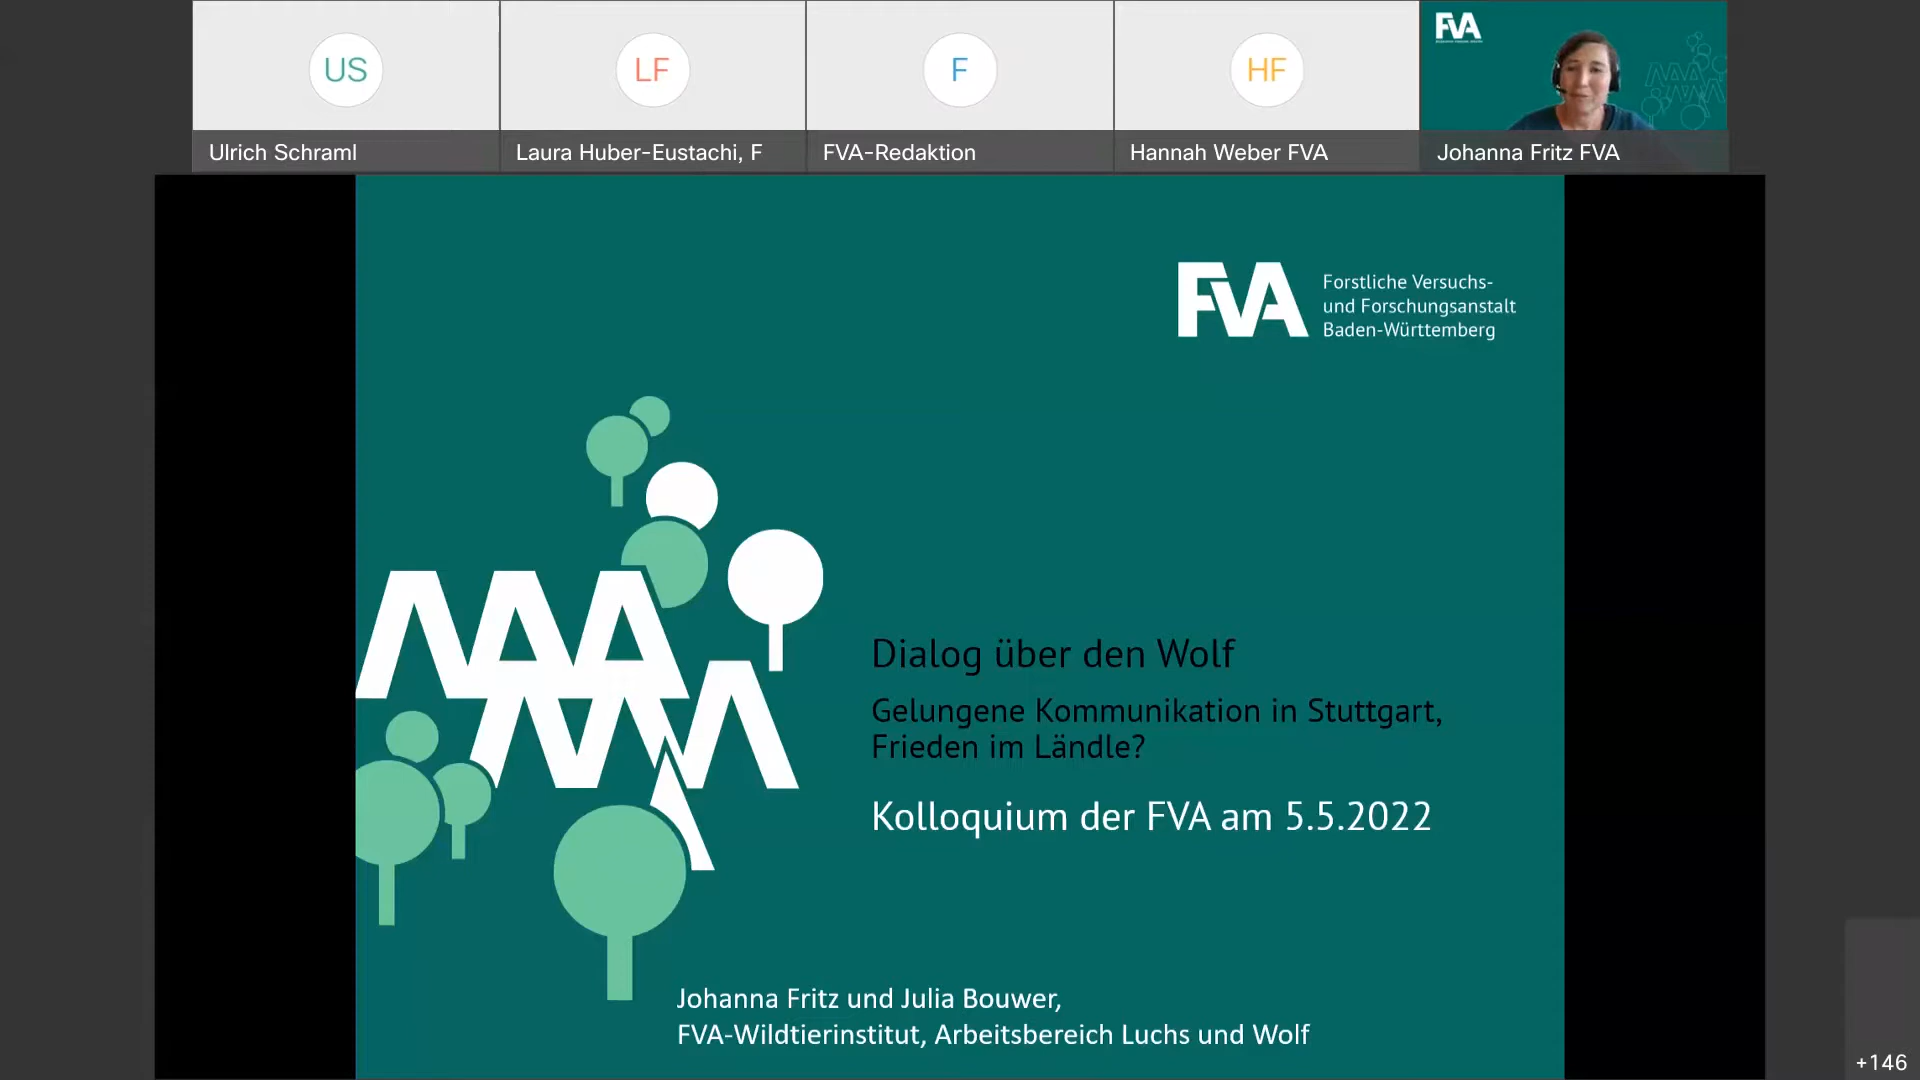 US
LF
F
HF
FVA
Ulrich Schraml
Laura Huber-Eustachi, F
FVA-Redaktion
Hannah Weber FVA
Johanna Fritz FVA
FVA
Forstliche Versuchs-
und Forschungsanstalt
Baden-Württemberg
Dialog über den Wolf
Gelungene Kommunikation in Stuttgart,
Frieden im Ländle?
Kolloquium der FVA am 5.5.2022
Johanna Fritz und Julia Bouwer,
FVA-Wildtierinstitut, Arbeitsbereich Luchs und Wolf
+146